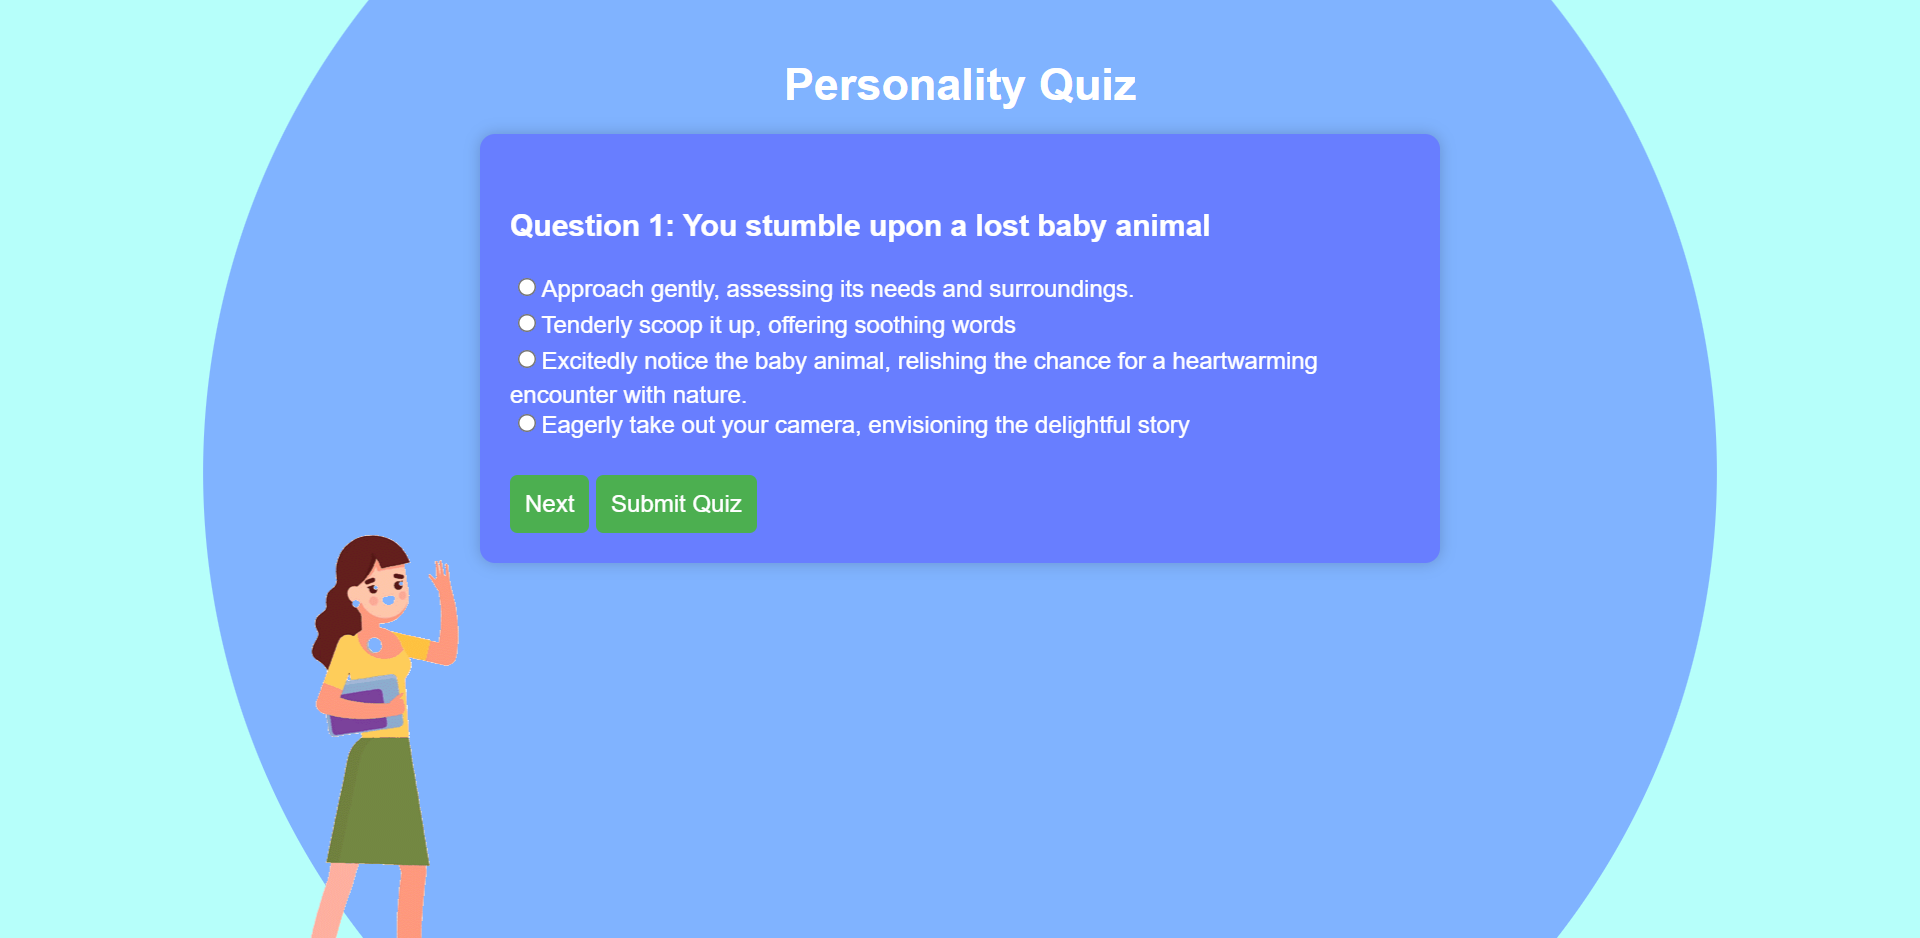 Personality Quiz
Question 1: You stumble upon a lost baby animal
Approach gently, assessing its needs and surroundings.
Tenderly scoop it up, offering soothing words
Excitedly notice the baby animal, relishing the chance for a heartwarming
encounter with nature.
Eagerly take out your camera, envisioning the delightful story
Next Submit Quiz